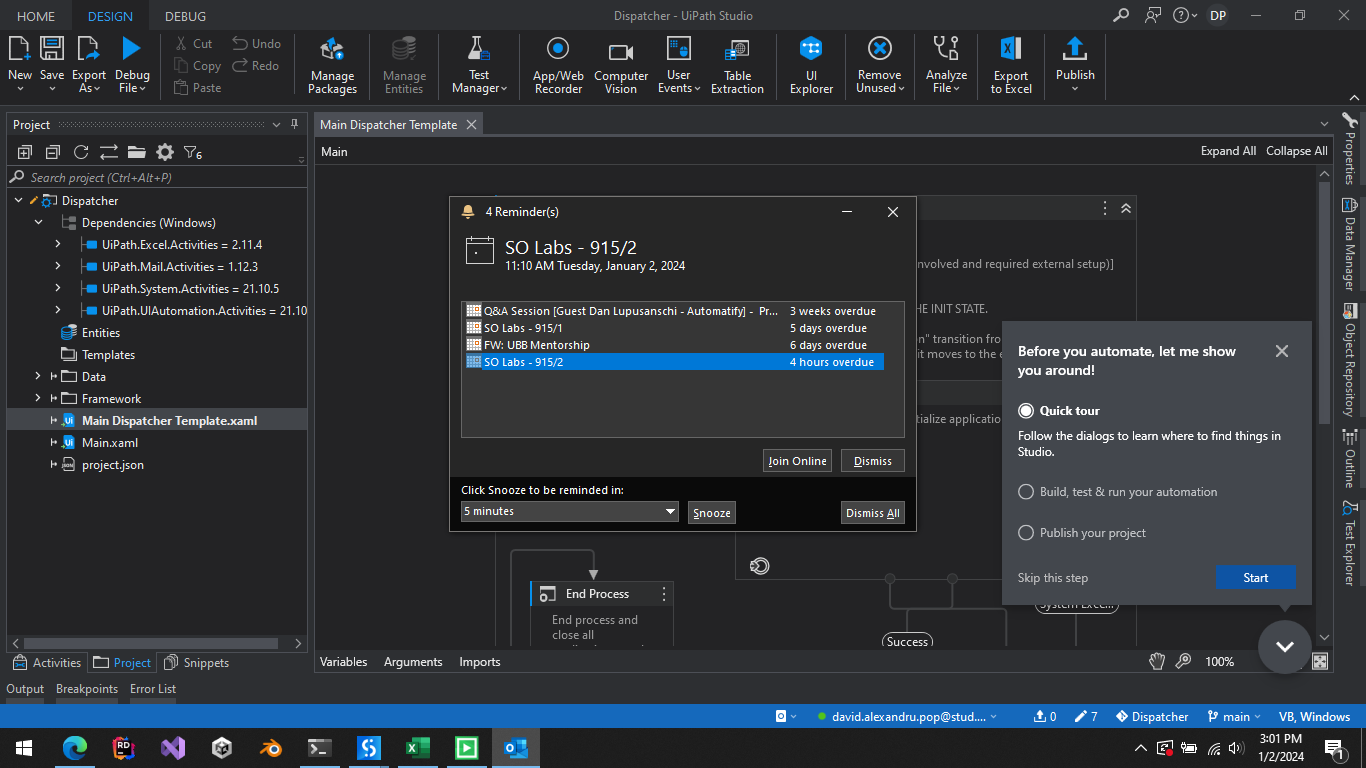 HOME DESIGN DEBUG
Dispatcher - UiPath Studio
DP
New
Save
Export As
Debug File
Cut
Copy
Paste
Undo
Redo
Manage Packages
Manage Entities
Test Manager
App/Web Recorder
Computer Vision
User Events
Table Extraction
UI Explorer
Remove Unused
Analyze File
Export to Excel
Publish
Project
6
Search project (Ctrl+Alt+P)
Dispatcher
Dependencies (Windows)
UiPath.Excel.Activities = 2.11.4
UiPath.Mail.Activities = 1.12.3
UiPath.System.Activities = 21.10.5
UiPath.UIAutomation.Activities = 21.10
Entities
Templates
Data
Framework
Main Dispatcher Template.xaml
Main.xaml
project.json
Activities
Project
Snippets
Output
Breakpoints
Error List
Main Dispatcher Template
Main
Expand All
Collapse All
nvolved and required external setup)]
HE INIT STATE.
n" transition from
it moves to the e
tialize applicatio
4 Reminder(s)
SO Labs - 915/2
11:10 AM Tuesday, January 2, 2024
Q&A Session [Guest Dan Lupusanschi - Automatify] - Pr... 3 weeks overdue
SO Labs - 915/1 5 days overdue
FW: UBB Mentorship 6 days overdue
SO Labs - 915/2 4 hours overdue
Join Online
Dismiss
Click Snooze to be reminded in:
5 minutes
Snooze
Dismiss All
End Process
End process and
close all
Success
System Exce...
Before you automate, let me show
you around!
Quick tour
Follow the dialogs to learn where to find things in
Studio.
Build, test & run your automation
Publish your project
Skip this step
Start
Variables
Arguments
Imports
100%
Properties
Data Manager
Object Repository
Outline
Test Explorer
david.alexandru.pop@stud....
0
7
Dispatcher
main
VB, Windows
3:01 PM
1/2/2024
1